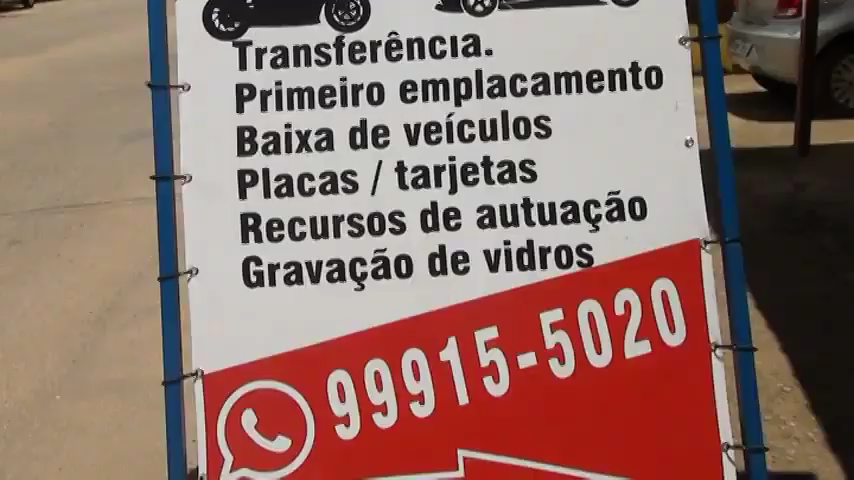 Transferência.
Primeiro emplacamento
Baixa de veículos
Placas / tarjetas
Recursos de autuação
Gravação de vidros
99915-5020